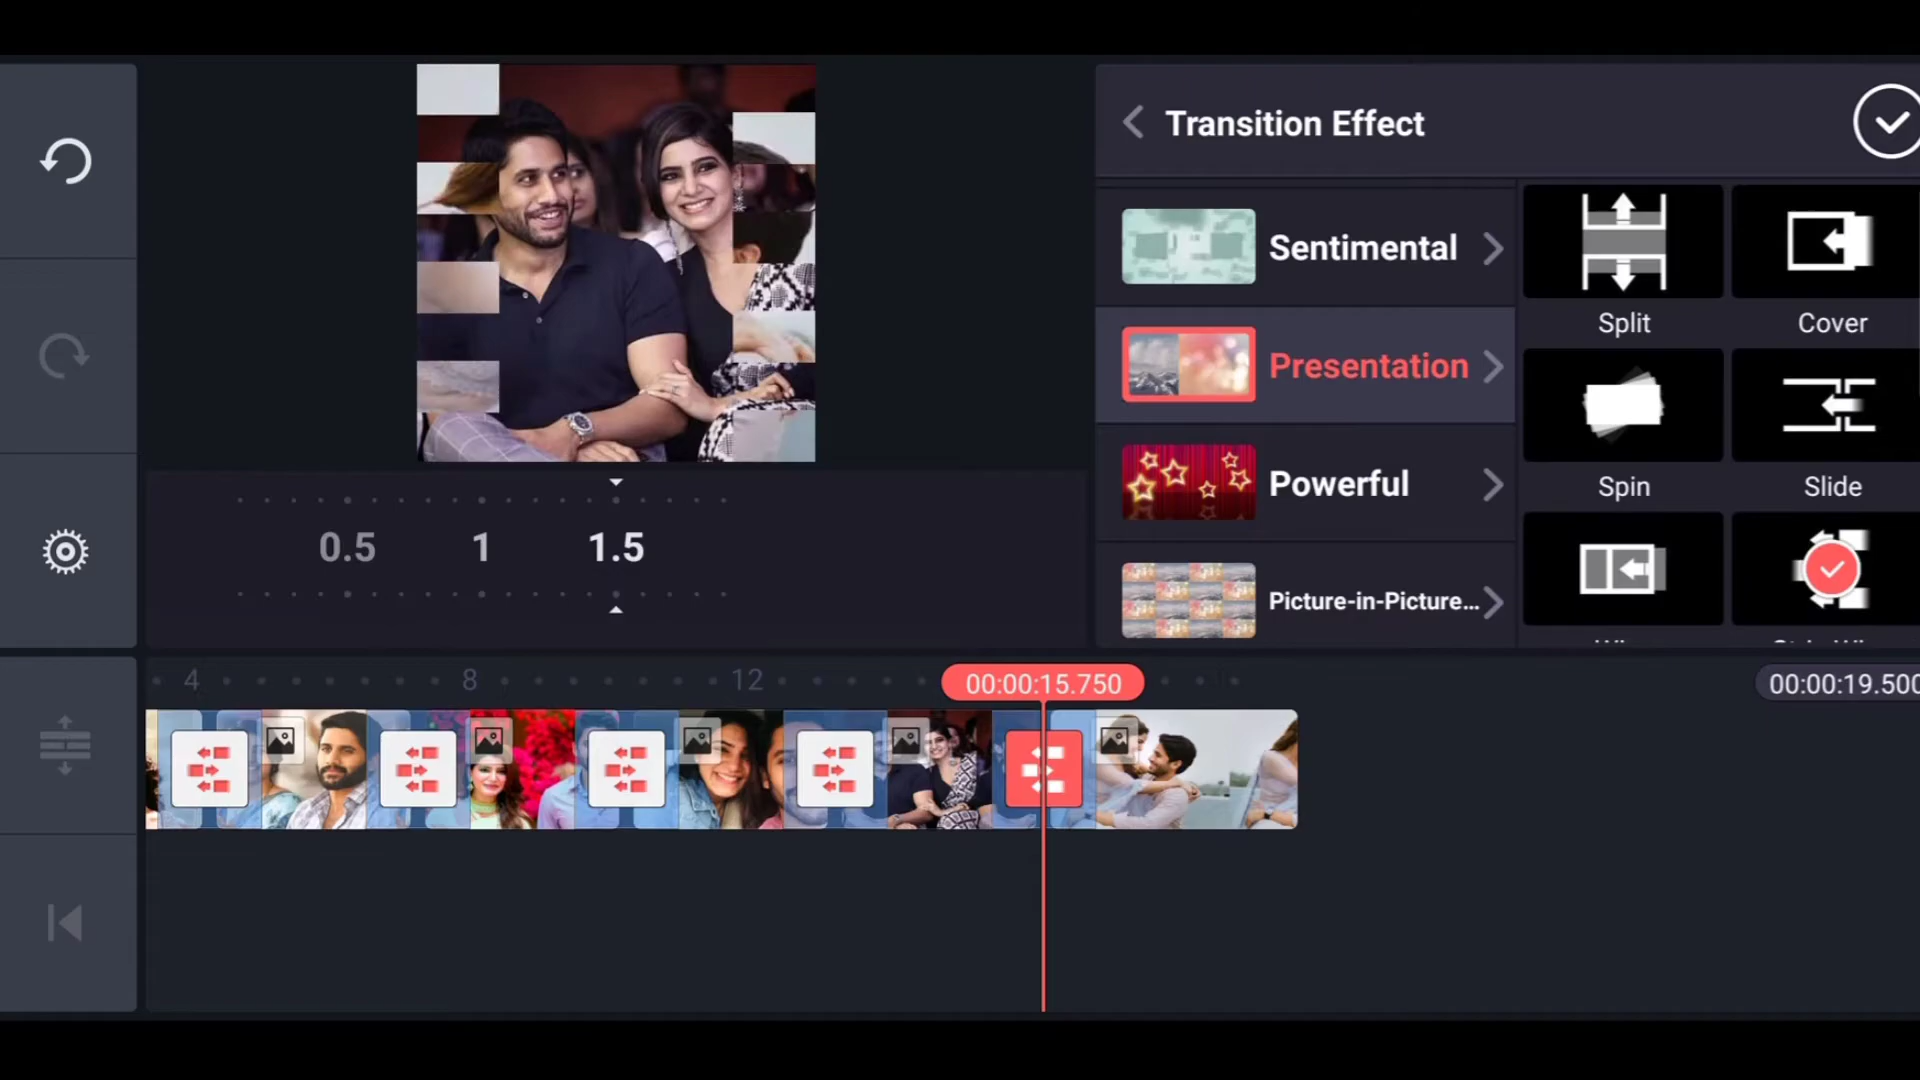 Transition Effect
Sentimental
Presentation
Powerful
Picture-in-Picture...
Split
Cover
Spin
Slide
0.5
1
1.5
4
8
12
00:00:15.750
00:00:19.500